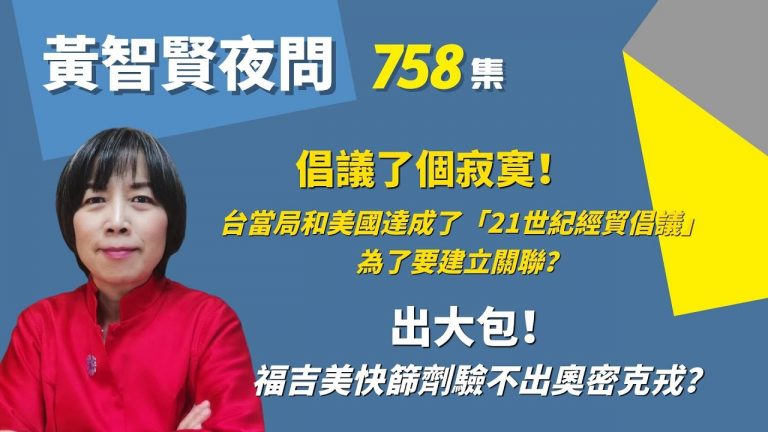 黃智賢夜問 758集
倡議了個寂寞！
台當局和美國達成了「21世紀經貿倡議」
為了要建立關聯？
出大包！
福吉美快篩劑驗不出奧密克戎？